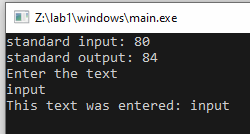 Z:\lab1\windows\main.exe
standard input: 80
standard output: 84
Enter the text
input
This text was entered: input